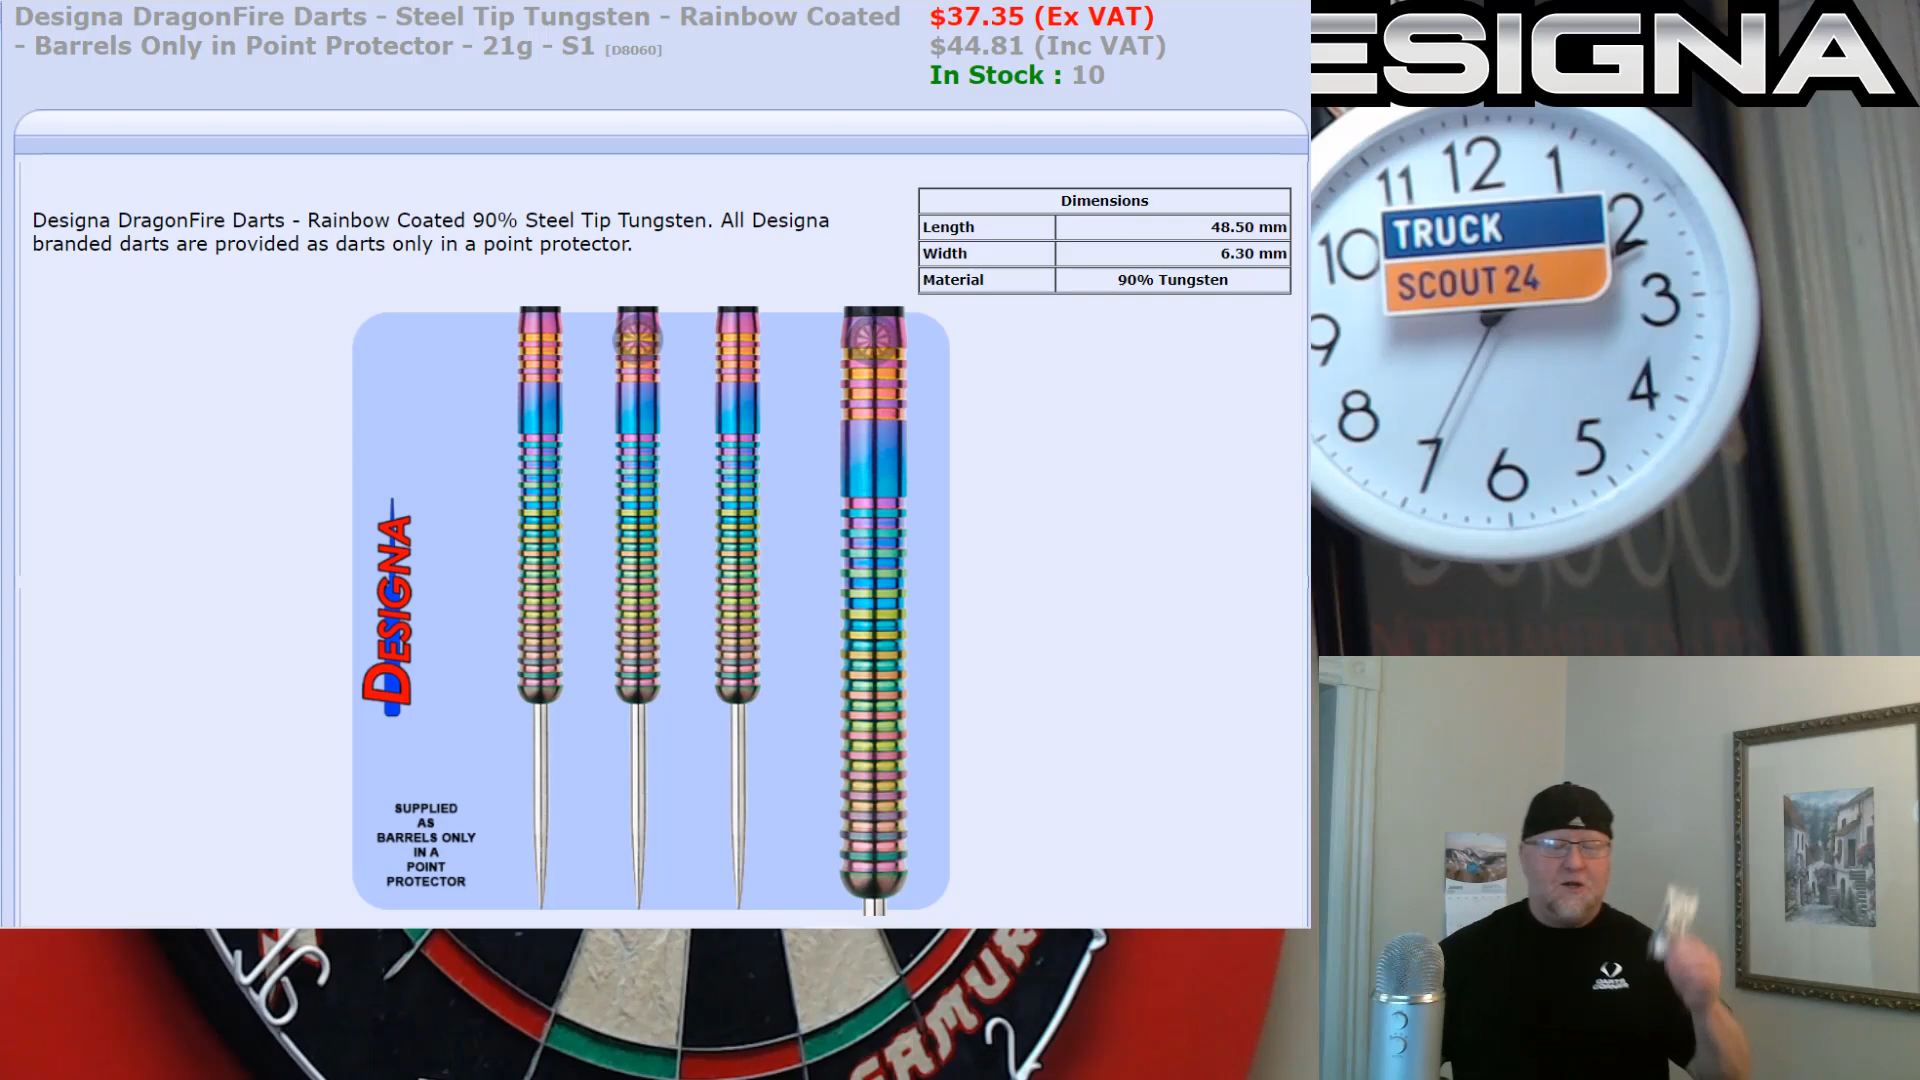 Designa DragonFire Darts - Steel Tip Tungsten - Rainbow Coated
- Barrels Only in Point Protector - 21g - S1 [D8060]
$37.35 (Ex VAT)
$44.81 (Inc VAT)
In Stock : 10
ESIGNA
Designa DragonFire Darts - Rainbow Coated 90% Steel Tip Tungsten. All Designa
branded darts are provided as darts only in a point protector.
Dimensions
Length 48.50 mm
Width 6.30 mm
Material 90% Tungsten
DESIGNA
SUPPLIED
AS
BARRELS ONLY
IN A
POINT
PROTECTOR
11 12 1
10 2
9 3
8 4
7 6 5
TRUCK
SCOUT 24
DARTS
CORNER
2